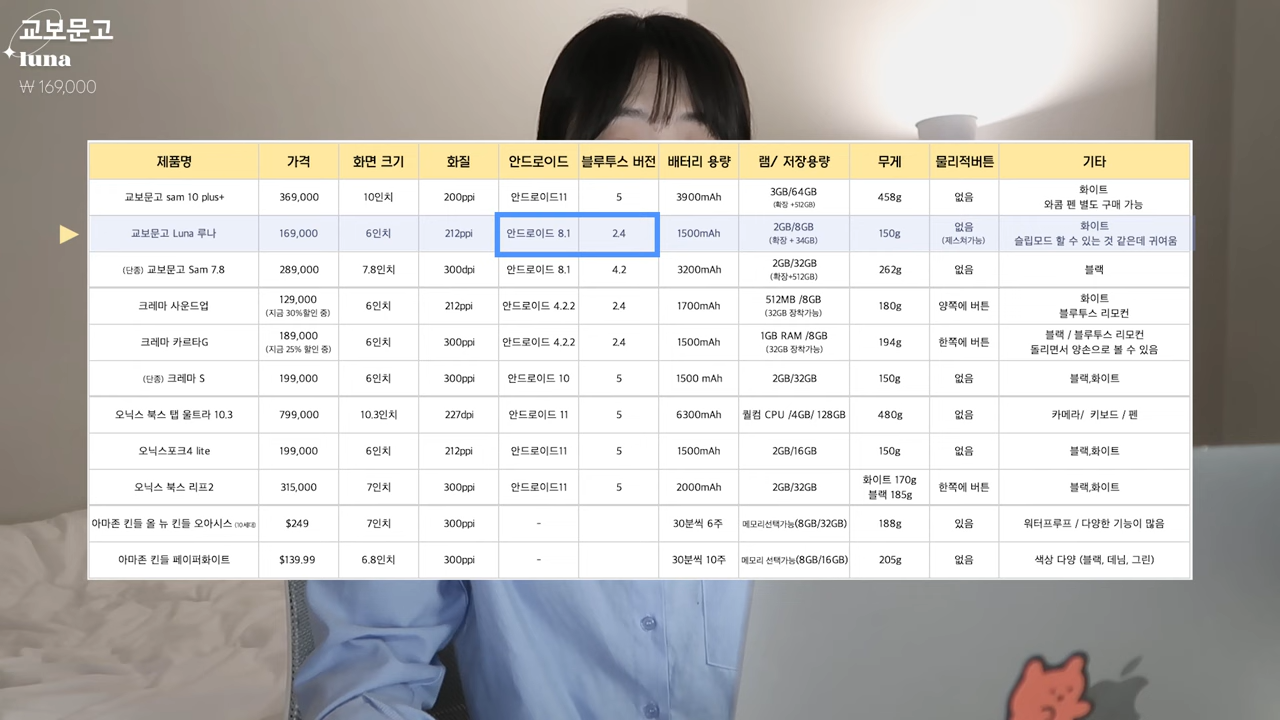 교보문고
luna
₩ 169,000
제품명 가격 화면 크기 화질 안드로이드 블루투스 버전 배터리 용량 램/ 저장용량 무게 물리적버튼 기타
교보문고 sam 10 plus+ 369,000 10인치 200ppi 안드로이드11 5 3900mAh 3GB/64GB (확장 +512GB) 458g 없음 화이트 와콤 펜 별도 구매 가능
교보문고 Luna 루나 169,000 6인치 212ppi 안드로이드 8.1 2.4 1500mAh 2GB/8GB (확장 + 34GB) 150g 없음 (제스처가능) 화이트 슬립모드 할 수 있는 것 같은데 귀여움
(단종) 교보문고 Sam 7.8 289,000 7.8인치 300dpi 안드로이드 8.1 4.2 3200mAh 2GB/32GB (확장+512GB) 262g 없음 블랙
크레마 사운드업 129,000 (지금 30%할인 중) 6인치 212ppi 안드로이드 4.2.2 2.4 1700mAh 512MB /8GB (32GB 장착가능) 180g 양쪽에 버튼 화이트 블루투스 리모컨
크레마 카르타G 189,000 (지금 25% 할인 중) 6인치 300ppi 안드로이드 4.2.2 2.4 1500mAh 1GB RAM /8GB (32GB 장착가능) 194g 한쪽에 버튼 블랙 / 블루투스 리모컨 돌리면서 양손으로 볼 수 있음
(단종) 크레마 S 199,000 6인치 300ppi 안드로이드 10 5 1500 mAh 2GB/32GB 150g 없음 블랙,화이트
오닉스 북스 탭 울트라 10.3 799,000 10.3인치 227dpi 안드로이드 11 5 6300mAh 퀄컴 CPU /4GB/ 128GB 480g 없음 카메라/ 키보드 / 펜
오닉스포크4 lite 199,000 6인치 212ppi 안드로이드11 5 1500mAh 2GB/16GB 150g 없음 블랙,화이트
오닉스 북스 리프2 315,000 7인치 300ppi 안드로이드11 5 2000mAh 2GB/32GB 화이트 170g 블랙 185g 한쪽에 버튼 블랙,화이트
아마존 킨들 올 뉴 킨들 오아시스 (10세대) $249 7인치 300ppi - 30분씩 6주 메모리선택가능(8GB/32GB) 188g 있음 워터프루프 / 다양한 기능이 많음
아마존 킨들 페이퍼화이트 $139.99 6.8인치 300ppi - 30분씩 10주 메모리 선택가능(8GB/16GB) 205g 없음 색상 다양 (블랙, 데님, 그린)